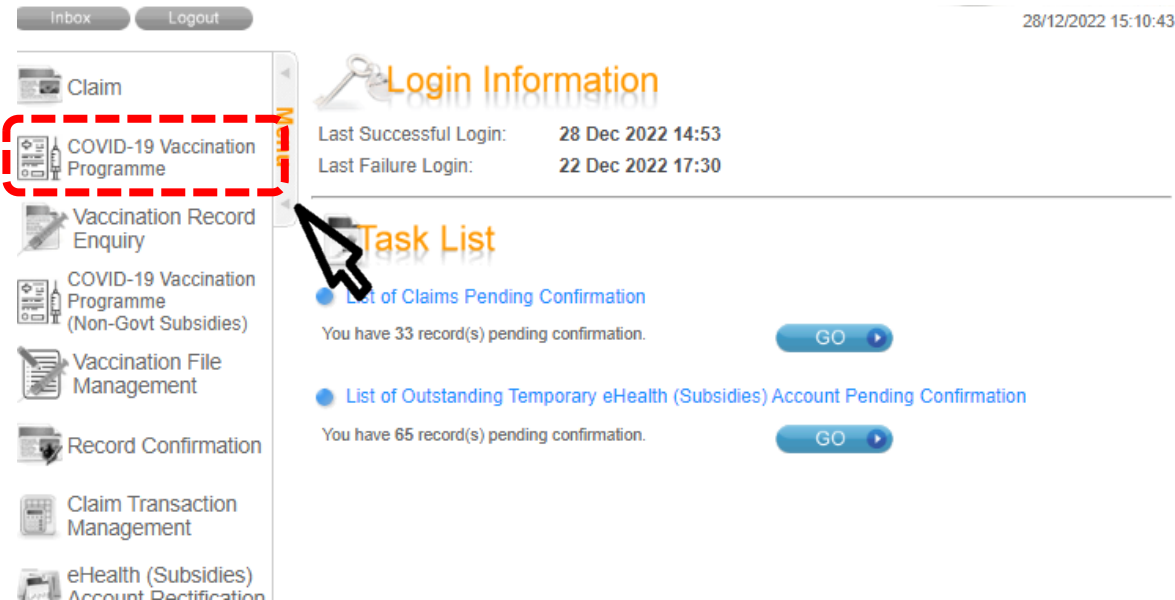 Inbox
Logout
28/12/2022 15:10:43
Claim
COVID-19 Vaccination
Programme
Vaccination Record
Enquiry
COVID-19 Vaccination
Programme
(Non-Govt Subsidies)
Vaccination File
Management
Record Confirmation
Claim Transaction
Management
eHealth (Subsidies)
Account Rectification
Menu
Login Information
Last Successful Login: 28 Dec 2022 14:53
Last Failure Login: 22 Dec 2022 17:30
Task List
List of Claims Pending Confirmation
You have 33 record(s) pending confirmation.
GO
List of Outstanding Temporary eHealth (Subsidies) Account Pending Confirmation
You have 65 record(s) pending confirmation.
GO